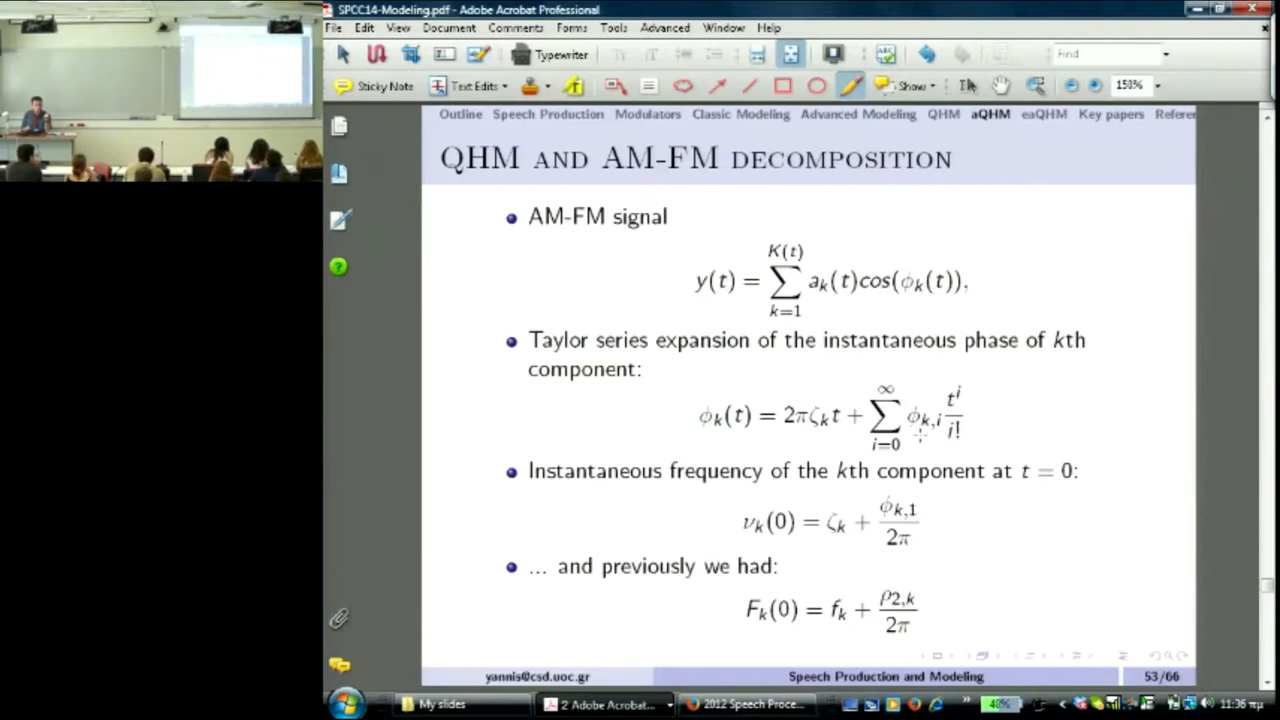 SPCC14-Modeling.pdf - Adobe Acrobat Professional
File Edit View Document Comments Forms Tools Advanced Window Help
Typewriter Find
Sticky Note Text Edits Show 150%
Outline Speech Production Modulators Classic Modeling Advanced Modeling QHM aQHM eaQHM Key papers Referen
QHM AND AM-FM DECOMPOSITION
AM-FM signal
y(t) = ∑_{k=1}^{K(t)} a_k(t)cos(ϕ_k(t)),
Taylor series expansion of the instantaneous phase of kth
component:
ϕ_k(t) = 2πζ_k t + ∑_{i=0}^{∞} ϕ_{k,i} t^i/i!
Instantaneous frequency of the kth component at t = 0:
ν_k(0) = ζ_k + ϕ_{k,1}/2π
... and previously we had:
F_k(0) = f_k + ρ_{2,k}/2π
yannis@csd.uoc.gr Speech Production and Modeling 53/66
My slides 2 Adobe Acrobat... 2012 Speech Proce... 48% 11:36 πμ